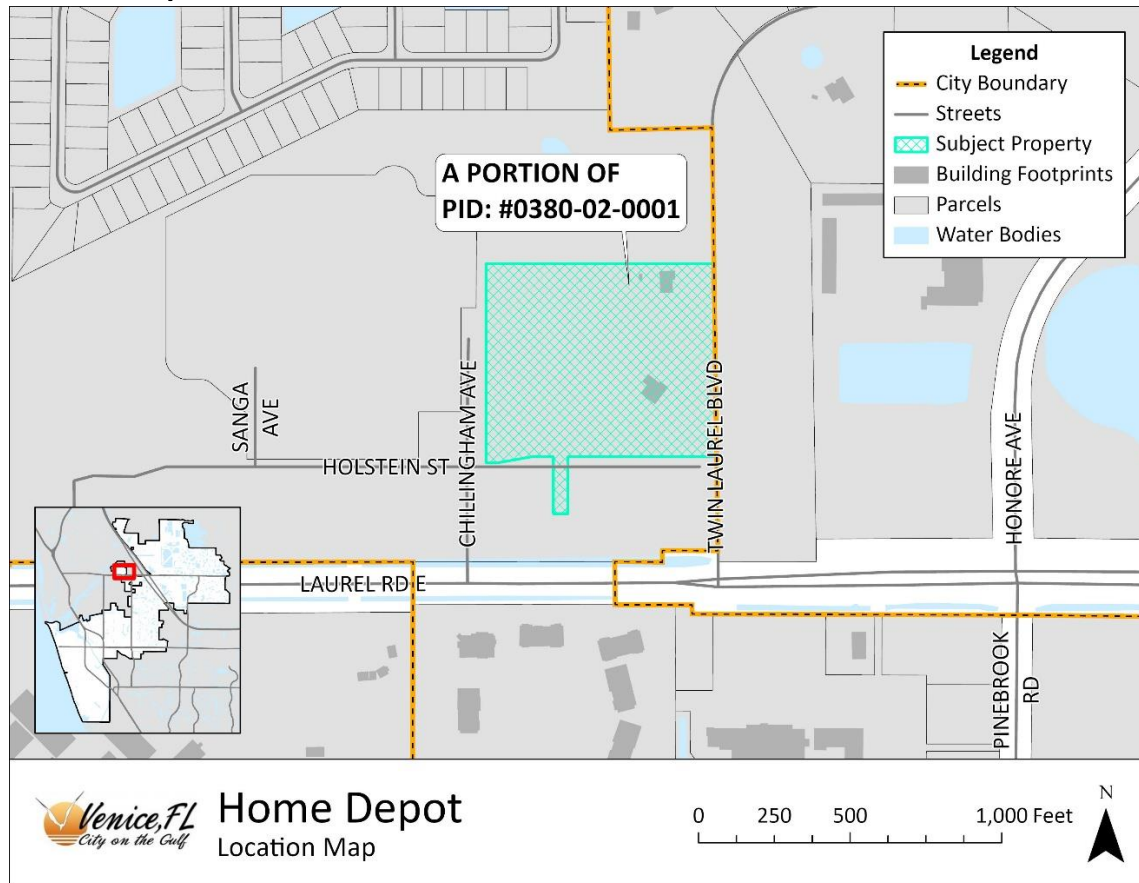 A PORTION OF
PID: #0380-02-0001
Legend
City Boundary
Streets
Subject Property
Building Footprints
Parcels
Water Bodies
SANGA
AVE
CHILLINGHAM AVE
HOLSTEIN ST
TWIN LAUREL BLVD
HONORE AVE
LAUREL RD E
PINEBROOK
RD
Venice, FL
City on the Gulf
Home Depot
Location Map
0 250 500 1,000 Feet
N